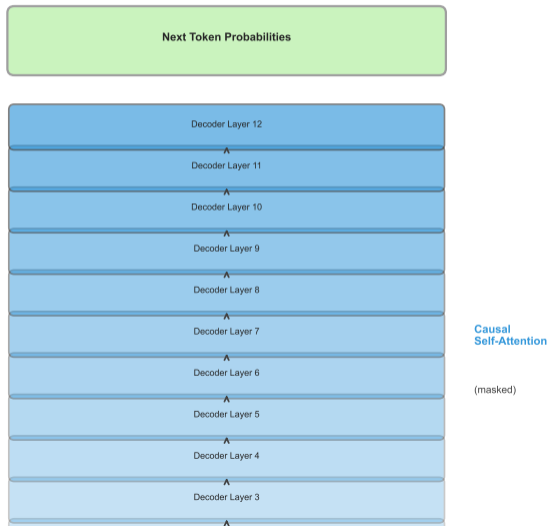 Next Token Probabilities
Decoder Layer 12
Decoder Layer 11
Decoder Layer 10
Decoder Layer 9
Decoder Layer 8
Decoder Layer 7
Causal
Self-Attention
Decoder Layer 6
(masked)
Decoder Layer 5
Decoder Layer 4
Decoder Layer 3